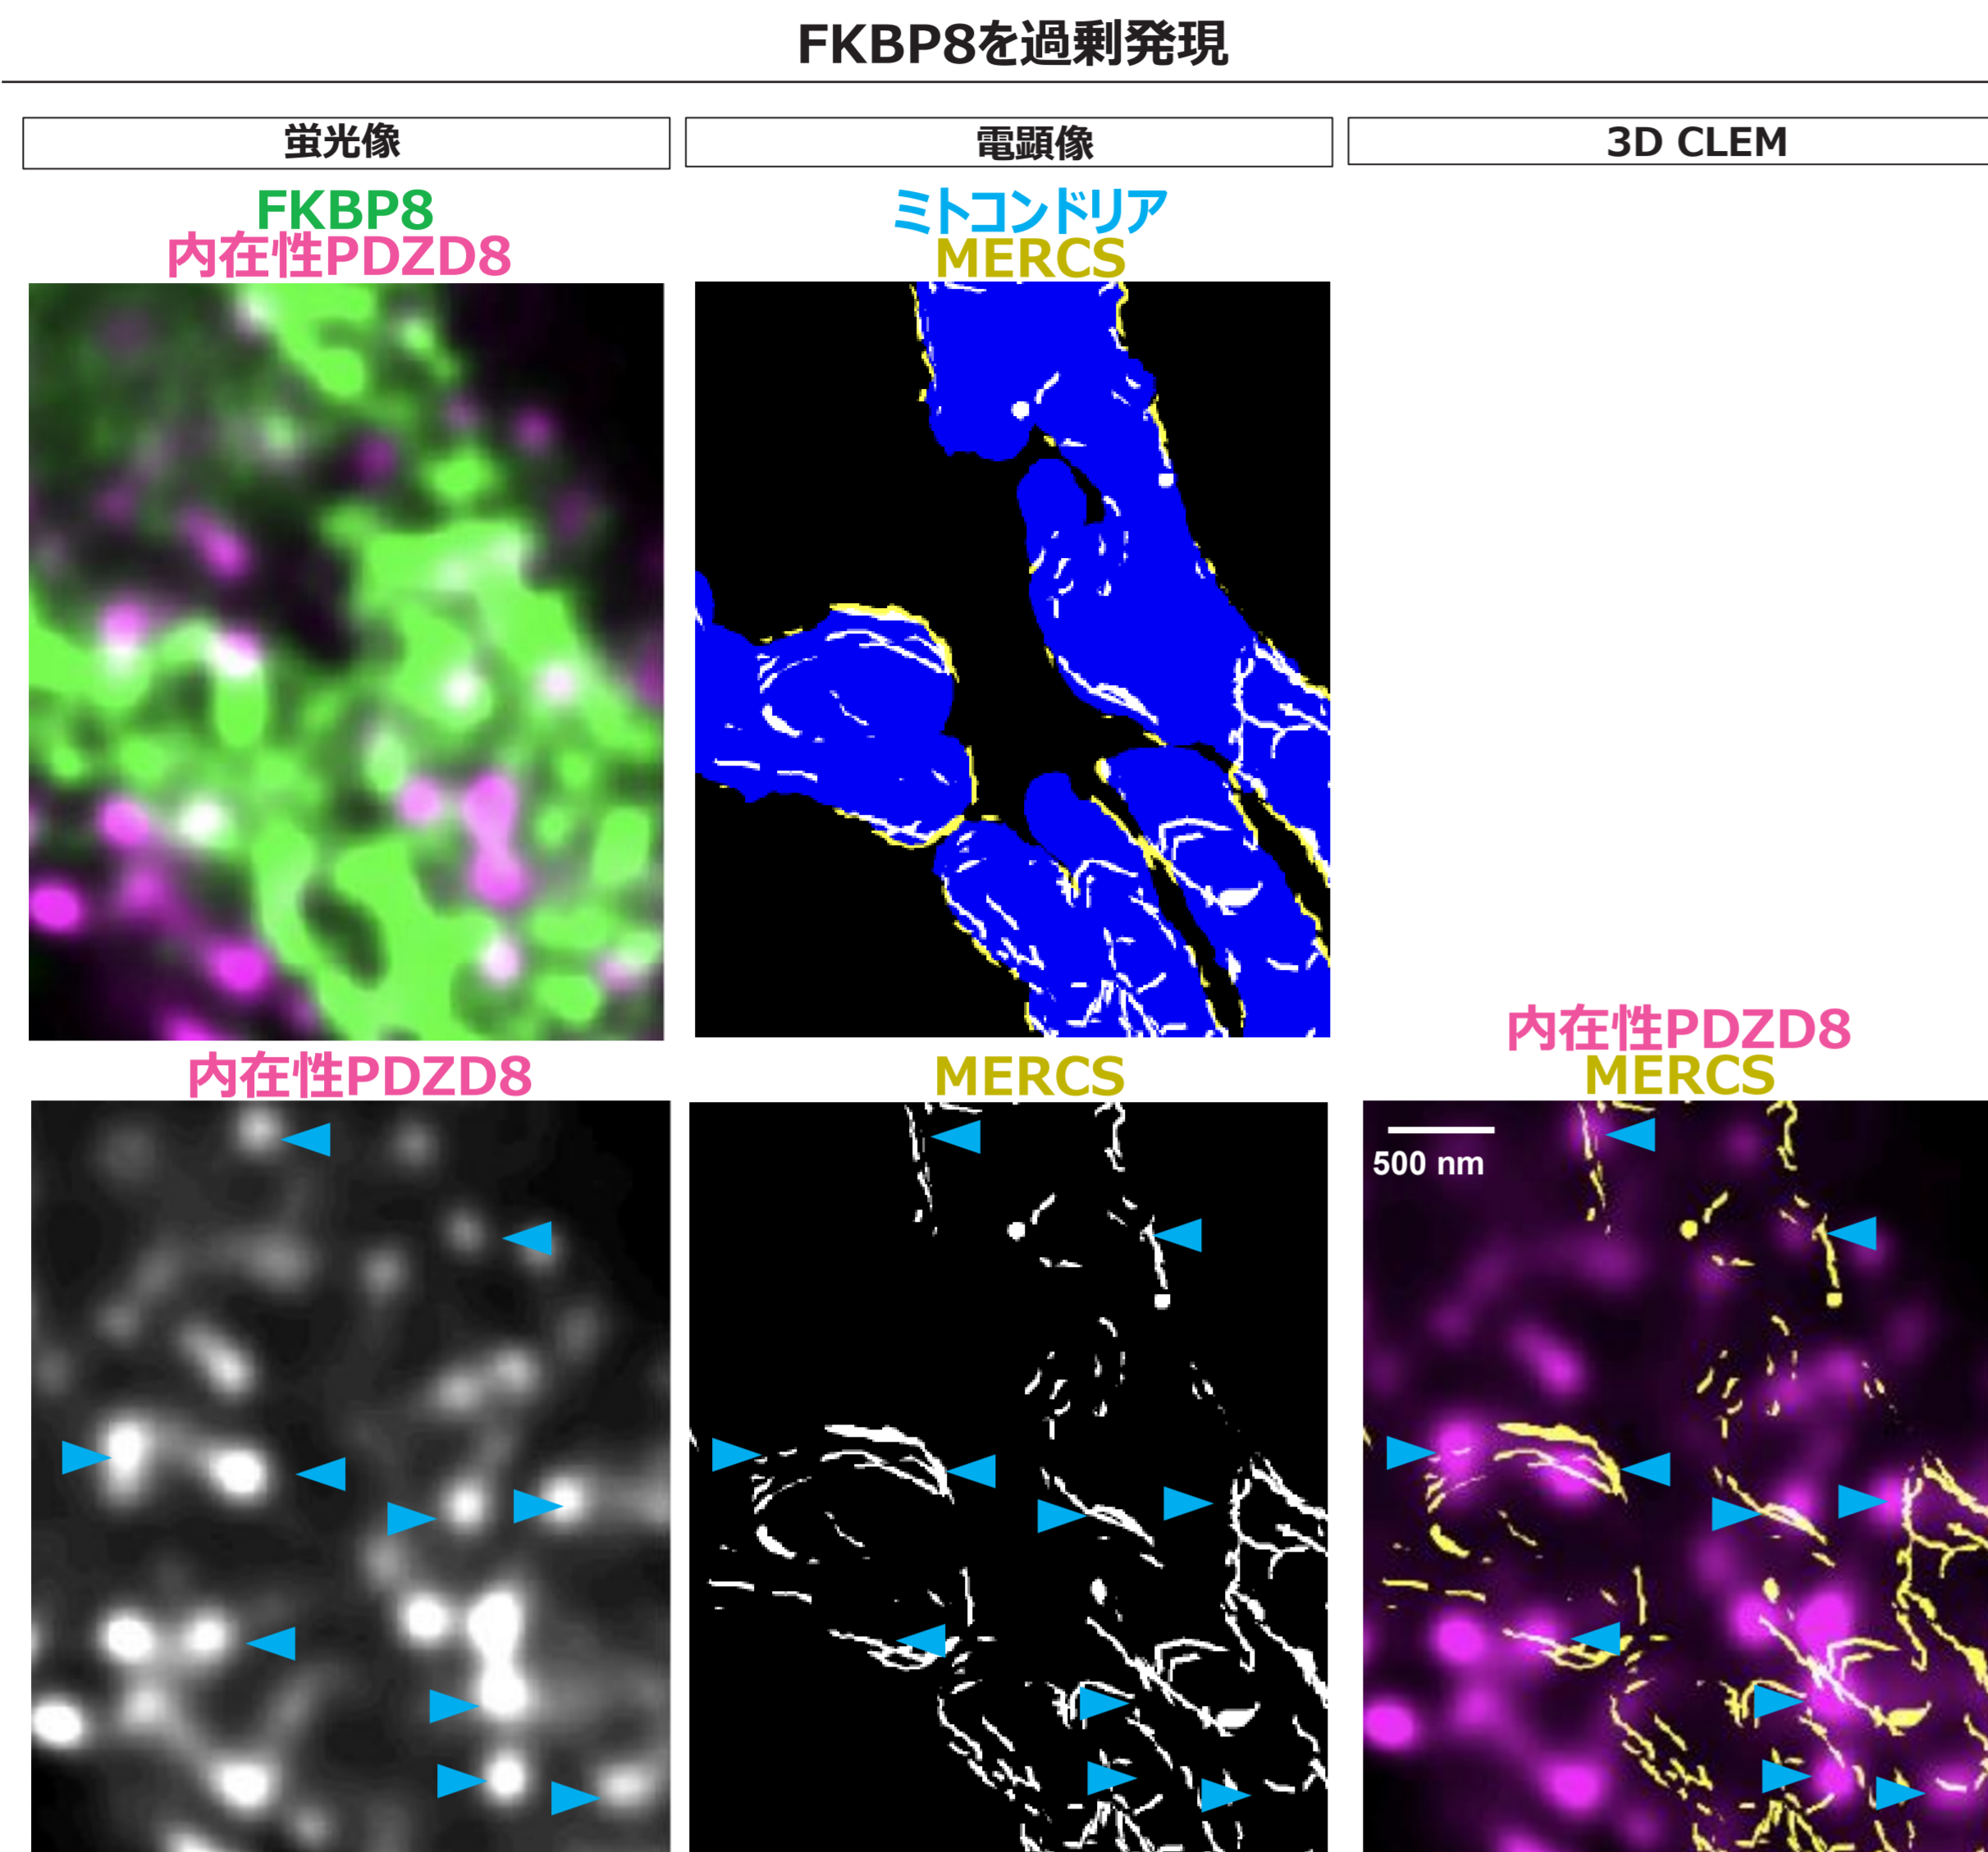 FKBP8を過剰発現
蛍光像
電顕像
3D CLEM
FKBP8
内在性PDZD8
ミトコンドリア
MERCS
内在性PDZD8
MERCS
内在性PDZD8
MERCS
500 nm